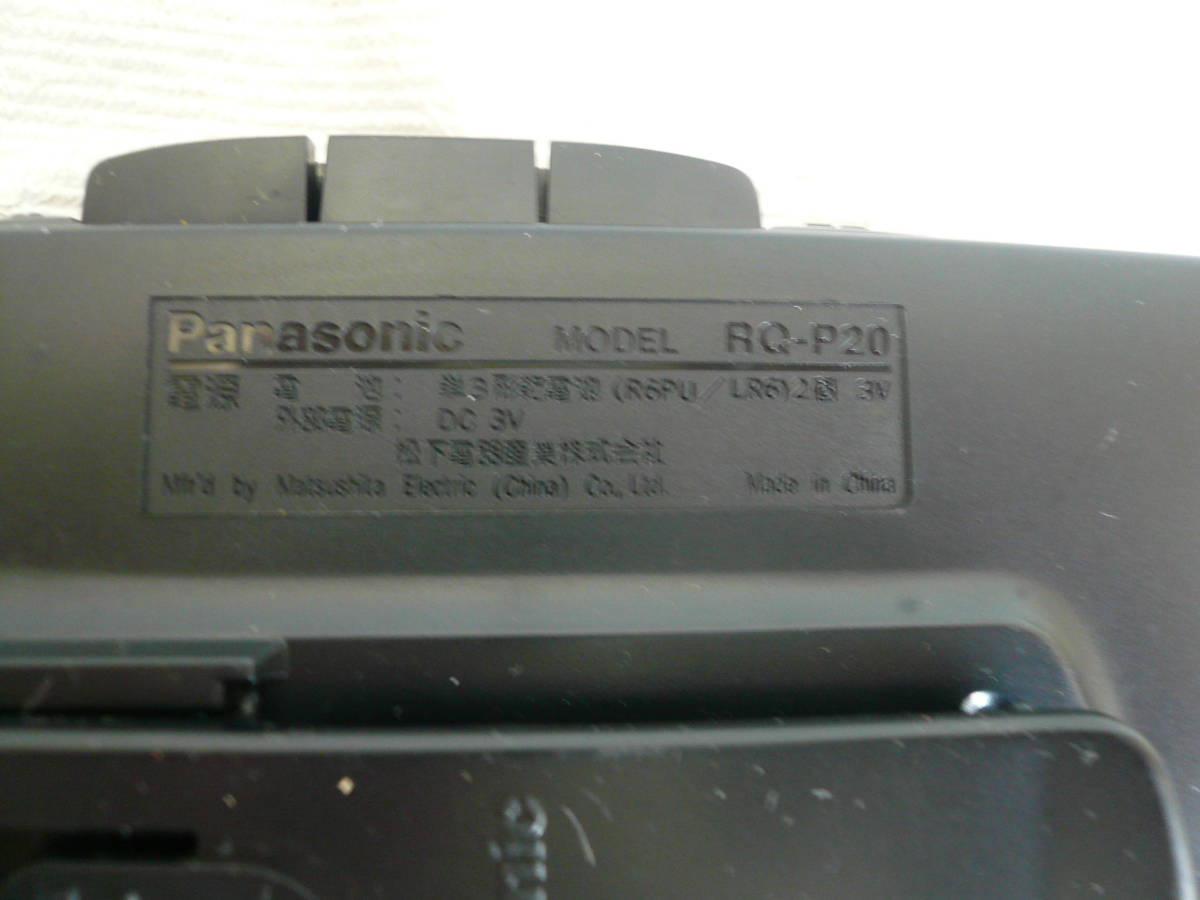 Panasonic MODEL RQ-P20
電源 電池: 単3形乾電池 (R6PU/LR6) 2個 3V
外部電源: DC 3V
松下電器産業株式会社
Mfr'd by Matsushita Electric (China) Co., Ltd. Made in China